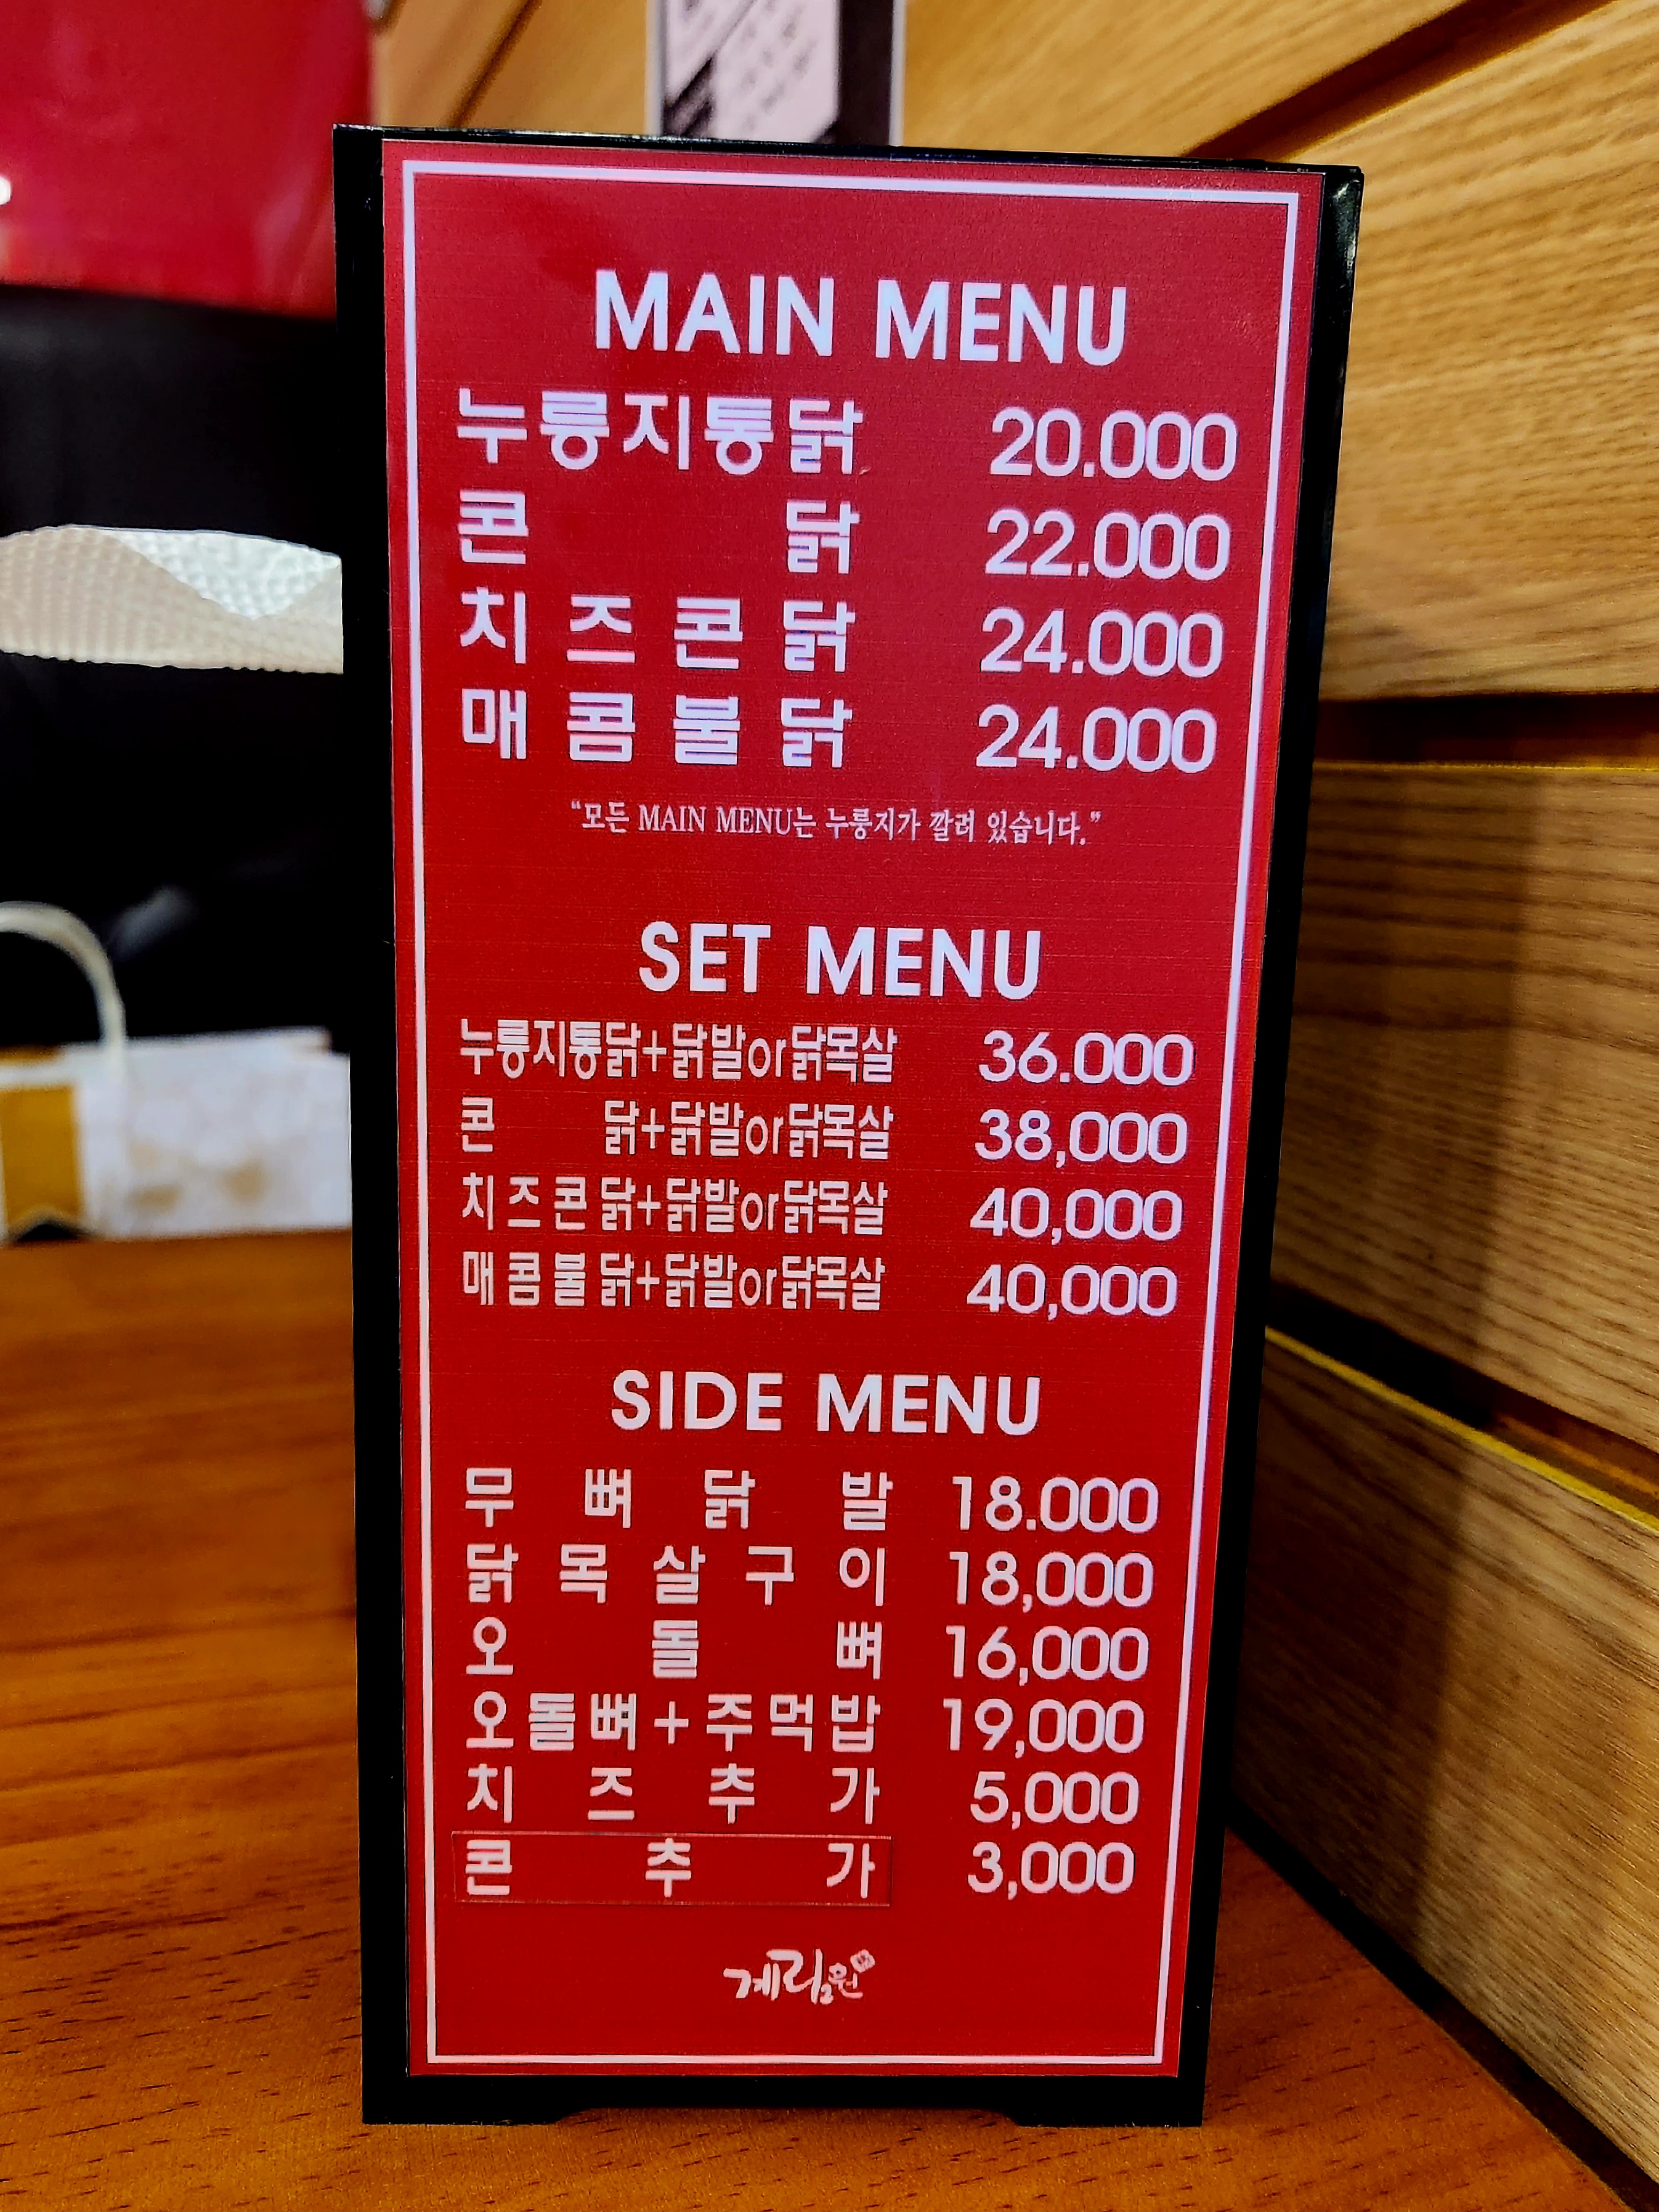 MAIN MENU
누룽지통닭 20.000
콘 닭 22.000
치즈콘닭 24.000
매콤불닭 24.000
“모든 MAIN MENU는 누룽지가 깔려 있습니다.”
SET MENU
누룽지통닭+닭발or닭목살 36.000
콘 닭+닭발or닭목살 38,000
치즈콘닭+닭발or닭목살 40,000
매콤불닭+닭발or닭목살 40,000
SIDE MENU
무뼈닭발 18.000
닭목살구이 18,000
오돌뼈 16,000
오돌뼈+주먹밥 19,000
치즈추가 5,000
콘추가 3,000
계림원